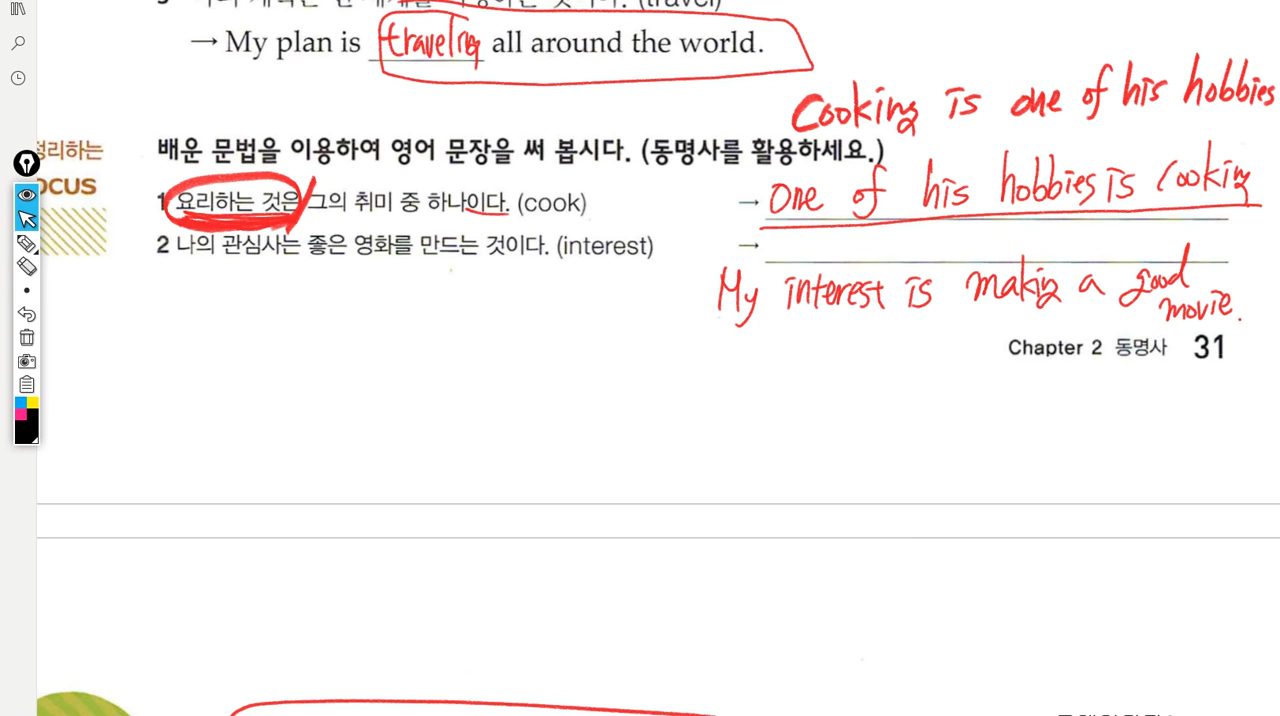 → My plan is traveling all around the world.
Cooking is one of his hobbies
정리하는
OCUS
배운 문법을 이용하여 영어 문장을 써 봅시다. (동명사를 활용하세요.)
1 요리하는 것은 그의 취미 중 하나이다. (cook) → One of his hobbies is cooking
2 나의 관심사는 좋은 영화를 만드는 것이다. (interest) →
My interest is making a good movie.
Chapter 2 동명사 31